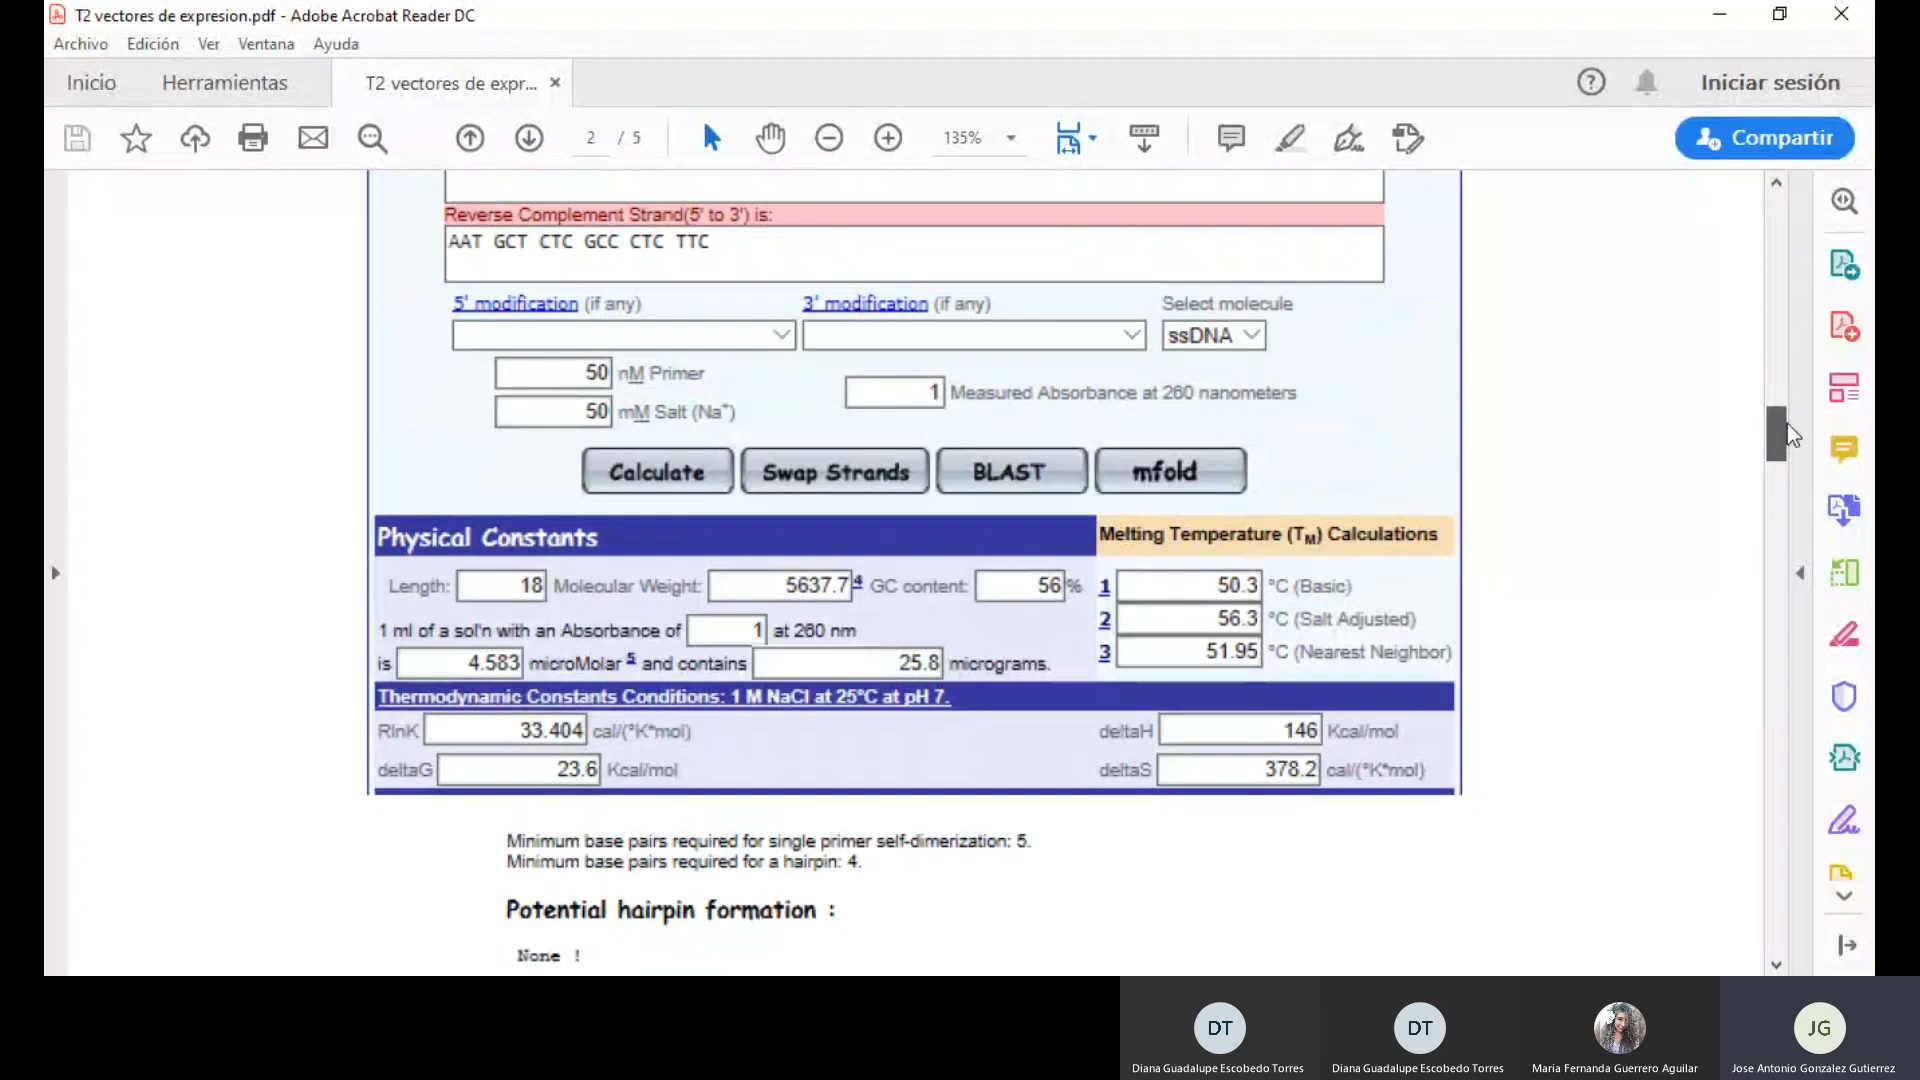 T2 vectores de expresion.pdf - Adobe Acrobat Reader DC
Archivo Edición Ver Ventana Ayuda
Inicio Herramientas T2 vectores de expr... × Iniciar sesión
2 / 5 135% Compartir
Reverse Complement Strand(5' to 3') is:
AAT GCT CTC GCC CTC TTC
5' modification (if any) 3' modification (if any) Select molecule
ssDNA
50 nM Primer
1 Measured Absorbance at 260 nanometers
50 mM Salt (Na+)
Calculate Swap Strands BLAST mfold
Physical Constants Melting Temperature (TM) Calculations
Length: 18 Molecular Weight: 5637.7 4 GC content: 56 % 1 50.3 °C (Basic)
2 56.3 °C (Salt Adjusted)
1 ml of a sol'n with an Absorbance of 1 at 260 nm
is 4.583 microMolar 5 and contains 25.8 micrograms. 3 51.95 °C (Nearest Neighbor)
Thermodynamic Constants Conditions: 1 M NaCl at 25°C at pH 7.
RlnK 33.404 cal/(°K*mol) deltaH 146 Kcal/mol
deltaG 23.6 Kcal/mol deltaS 378.2 cal/(°K*mol)
Minimum base pairs required for single primer self-dimerization: 5.
Minimum base pairs required for a hairpin: 4.
Potential hairpin formation :
None !
DT DT JG
Diana Guadalupe Escobedo Torres Diana Guadalupe Escobedo Torres Maria Fernanda Guerrero Aguilar Jose Antonio Gonzalez Gutierrez